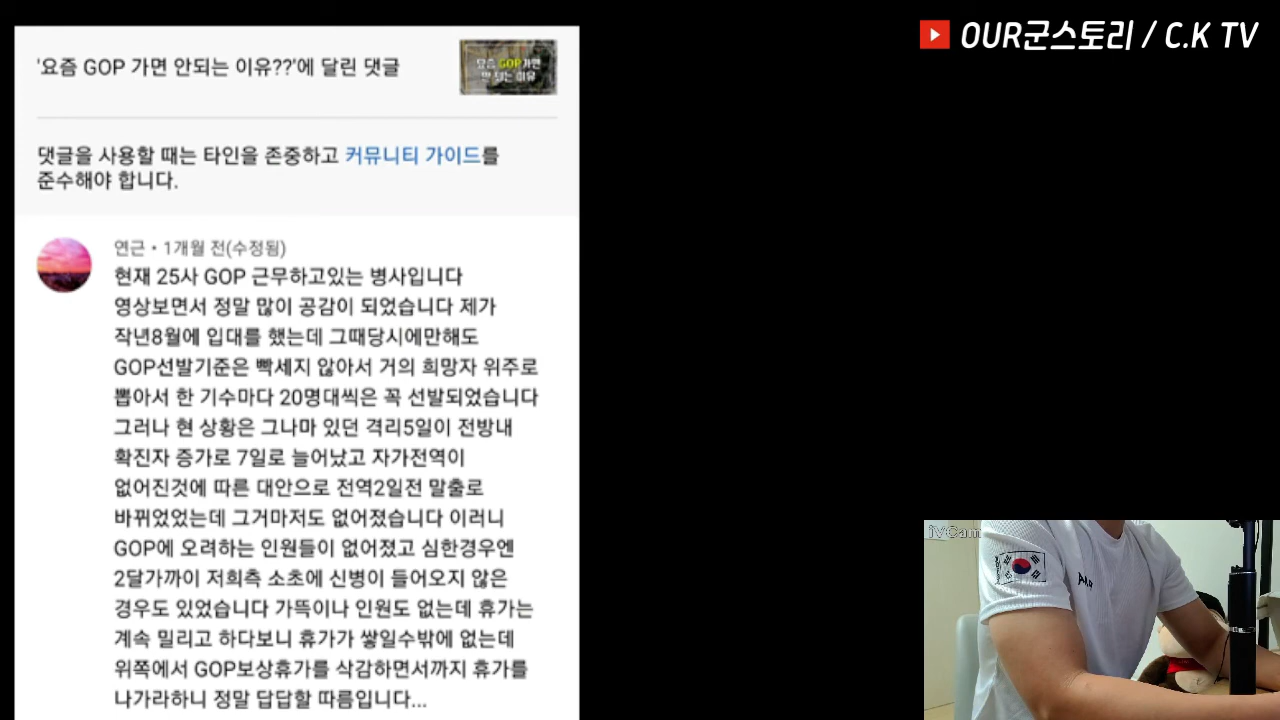 OUR군스토리 / C.K TV
'요즘 GOP 가면 안되는 이유??'에 달린 댓글
요즘 GOP가면
안 되는 이유
댓글을 사용할 때는 타인을 존중하고 커뮤니티 가이드를
준수해야 합니다.
연근 • 1개월 전(수정됨)
현재 25사 GOP 근무하고있는 병사입니다
영상보면서 정말 많이 공감이 되었습니다 제가
작년8월에 입대를 했는데 그때당시에만해도
GOP선발기준은 빡세지 않아서 거의 희망자 위주로
뽑아서 한 기수마다 20명대씩은 꼭 선발되었습니다
그러나 현 상황은 그나마 있던 격리5일이 전방내
확진자 증가로 7일로 늘어났고 자가전역이
없어진것에 따른 대안으로 전역2일전 말출로
바뀌었었는데 그거마저도 없어졌습니다 이러니
GOP에 오려하는 인원들이 없어졌고 심한경우엔
2달가까이 저희측 소초에 신병이 들어오지 않은
경우도 있었습니다 가뜩이나 인원도 없는데 휴가는
계속 밀리고 하다보니 휴가가 쌓일수밖에 없는데
위쪽에서 GOP보상휴가를 삭감하면서까지 휴가를
나가라하니 정말 답답할 따름입니다...
iVCam